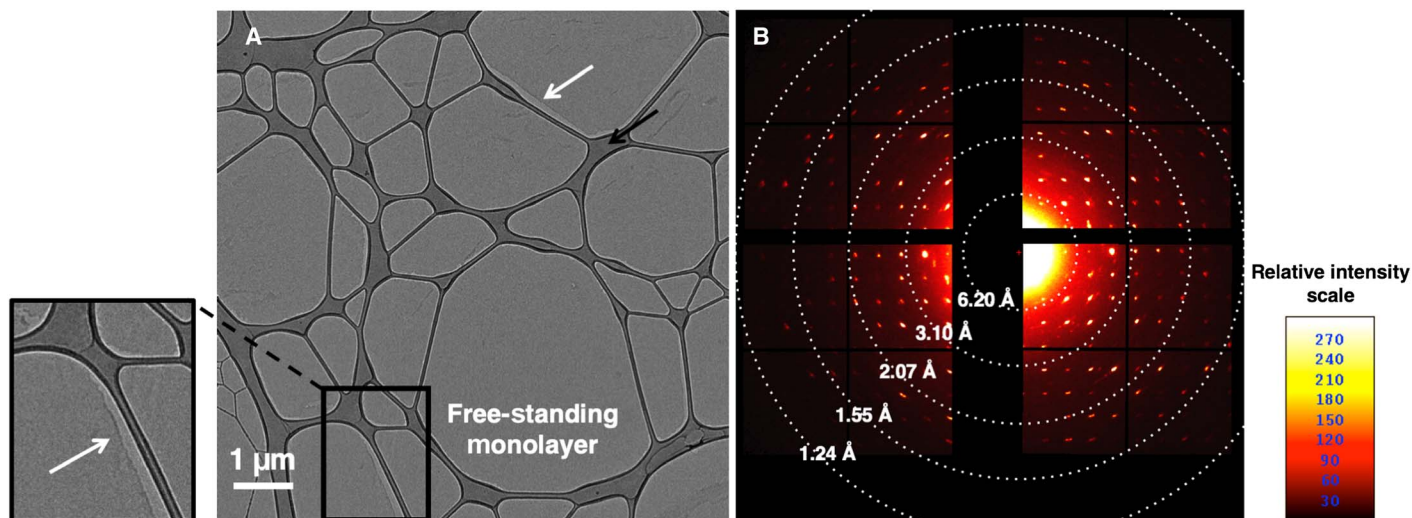 A
Free-standing
monolayer
1 μm
B
6.20 Å
3.10 Å
2.07 Å
1.55 Å
1.24 Å
Relative intensity
scale
270
240
210
180
150
120
90
60
30